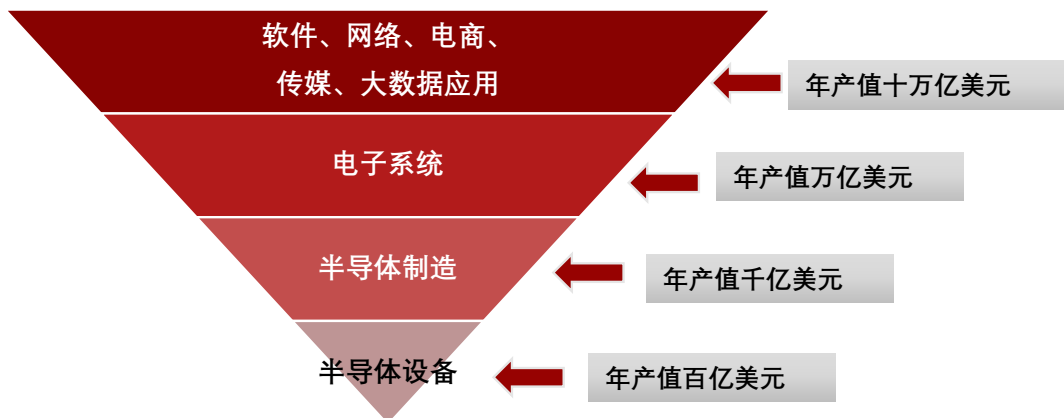 软件、网络、电商、
传媒、大数据应用
年产值十万亿美元
电子系统
年产值万亿美元
半导体制造
年产值千亿美元
半导体设备
年产值百亿美元